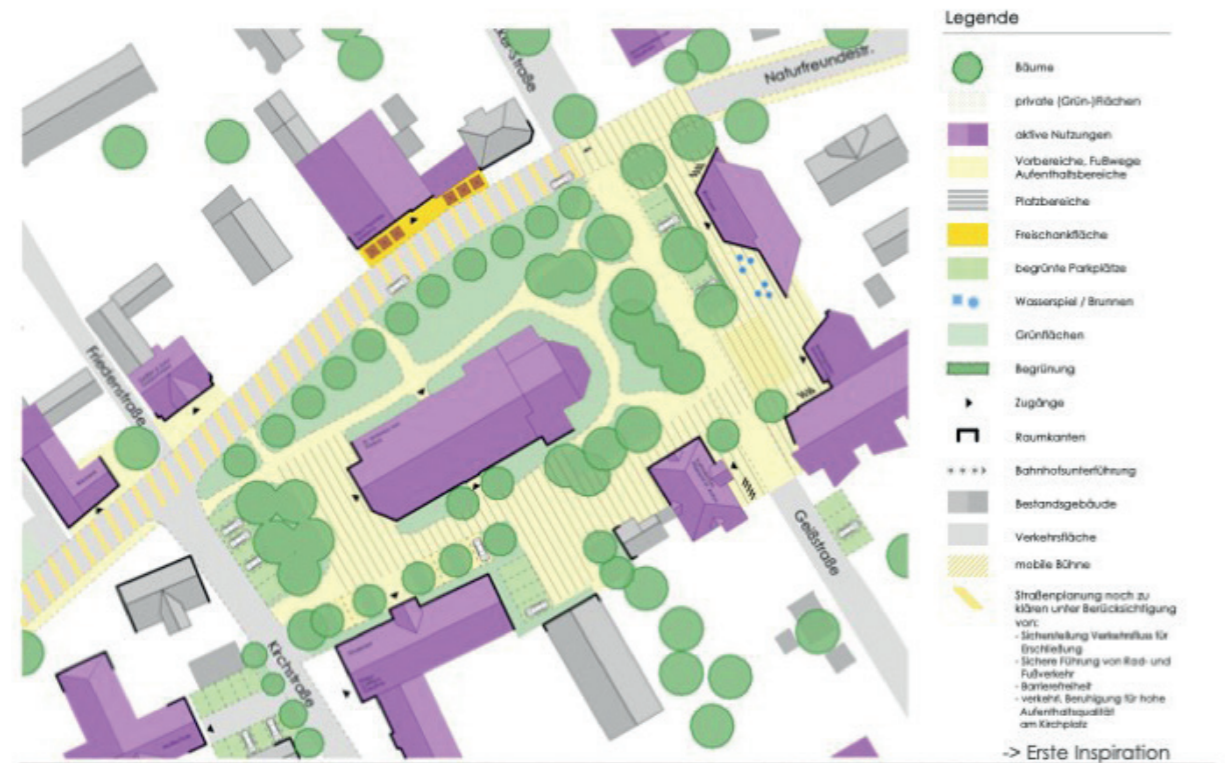 Legende
Bäume
private (Grün-)Flächen
aktive Nutzungen
Vorbereiche, Fußwege
Aufenthaltsbereiche
Platzbereiche
Freischankfläche
begrünte Parkplätze
Wasserspiel / Brunnen
Grünflächen
Begrünung
Zugänge
Raumkanten
Bahnhofsunterführung
Bestandsgebäude
Verkehrsfläche
mobile Bühne
Straßenplanung noch zu
klären unter Berücksichtigung
von:
- Sicherstellung Verkehrsfluss für
Erschließung
- Sichere Führung von Rad- und
Fußverkehr
- Barrierefreiheit
- verkehrl. Beruhigung für hohe
Aufenthaltsqualität
am Kirchplatz
-> Erste Inspiration
Naturfreundestr.
Friedenstraße
Geißstraße
Kirchstraße